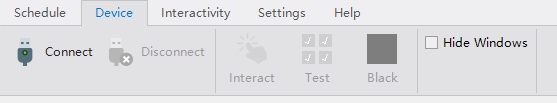 Schedule Device Interactivity Settings Help
Connect Disconnect Hide Windows
Interact Test Black